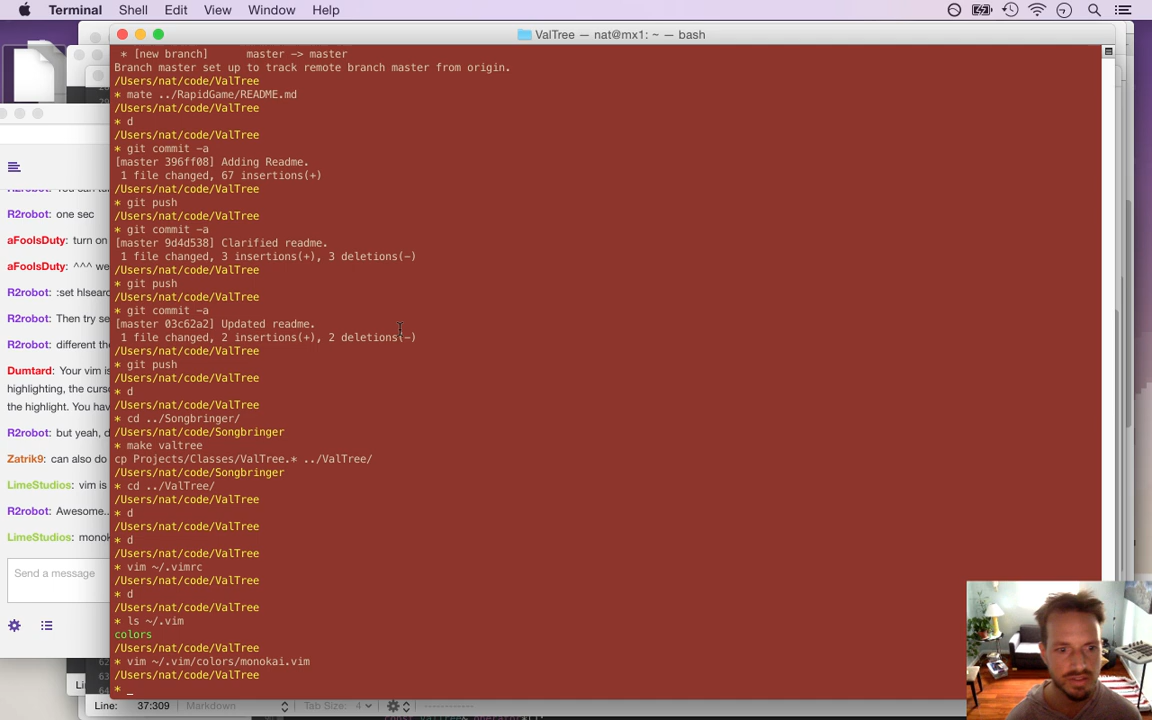 Terminal Shell Edit View Window Help
ValTree — nat@mx1: ~ — bash
* [new branch] master -> master
Branch master set up to track remote branch master from origin.
/Users/nat/code/ValTree
* mate ../RapidGame/README.md
/Users/nat/code/ValTree
* d
/Users/nat/code/ValTree
* git commit -a
[master 396ff08] Adding Readme.
1 file changed, 67 insertions(+)
/Users/nat/code/ValTree
* git push
/Users/nat/code/ValTree
* git commit -a
[master 9d4d538] Clarified readme.
1 file changed, 3 insertions(+), 3 deletions(-)
/Users/nat/code/ValTree
* git push
/Users/nat/code/ValTree
* git commit -a
[master 03c62a2] Updated readme.
1 file changed, 2 insertions(+), 2 deletions(-)
/Users/nat/code/ValTree
* git push
/Users/nat/code/ValTree
* d
/Users/nat/code/ValTree
* cd ../Songbringer/
/Users/nat/code/Songbringer
* make valtree
cp Projects/Classes/ValTree.* ../ValTree/
/Users/nat/code/Songbringer
* cd ../ValTree/
/Users/nat/code/ValTree
* d
/Users/nat/code/ValTree
* d
/Users/nat/code/ValTree
* vim ~/.vimrc
/Users/nat/code/ValTree
* d
/Users/nat/code/ValTree
* ls ~/.vim
colors
/Users/nat/code/ValTree
* vim ~/.vim/colors/monokai.vim
/Users/nat/code/ValTree
* _
R2robot: one sec
aFoolsDuty: turn on
aFoolsDuty: ^^^ we
R2robot: :set hlsearc
R2robot: Then try se
R2robot: different the
Dumtard: Your vim is
highlighting, the curs
the highlight. You hav
R2robot: but yeah, d
Zatrik9: can also do
LimeStudios: vim is
R2robot: Awesome..
LimeStudios: monok
Send a message
62
63
64
Line: 37:309 Markdown Tab Size: 4